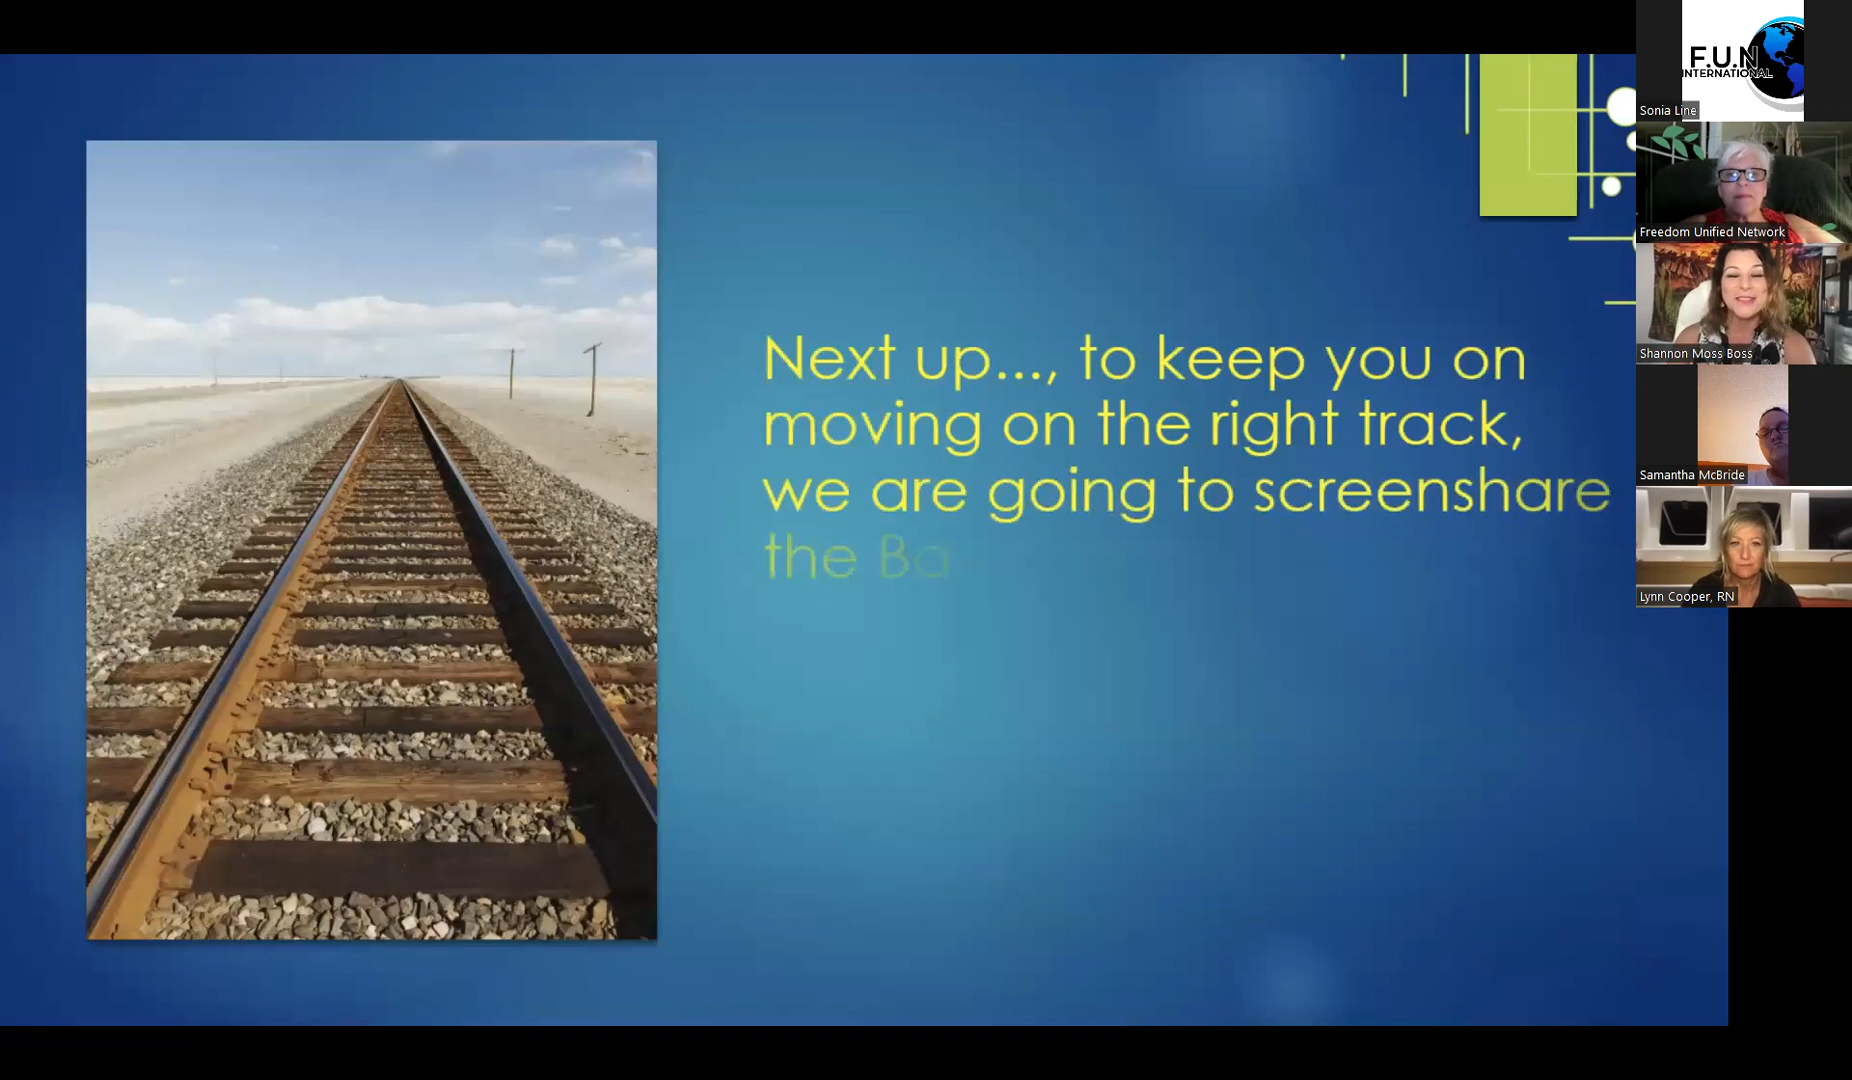 Next up..., to keep you on
moving on the right track,
we are going to screenshare
the Ba
F.U.N
INTERNATIONAL
Sonia Line
Freedom Unified Network
Shannon Moss Boss
Samantha McBride
Lynn Cooper, RN